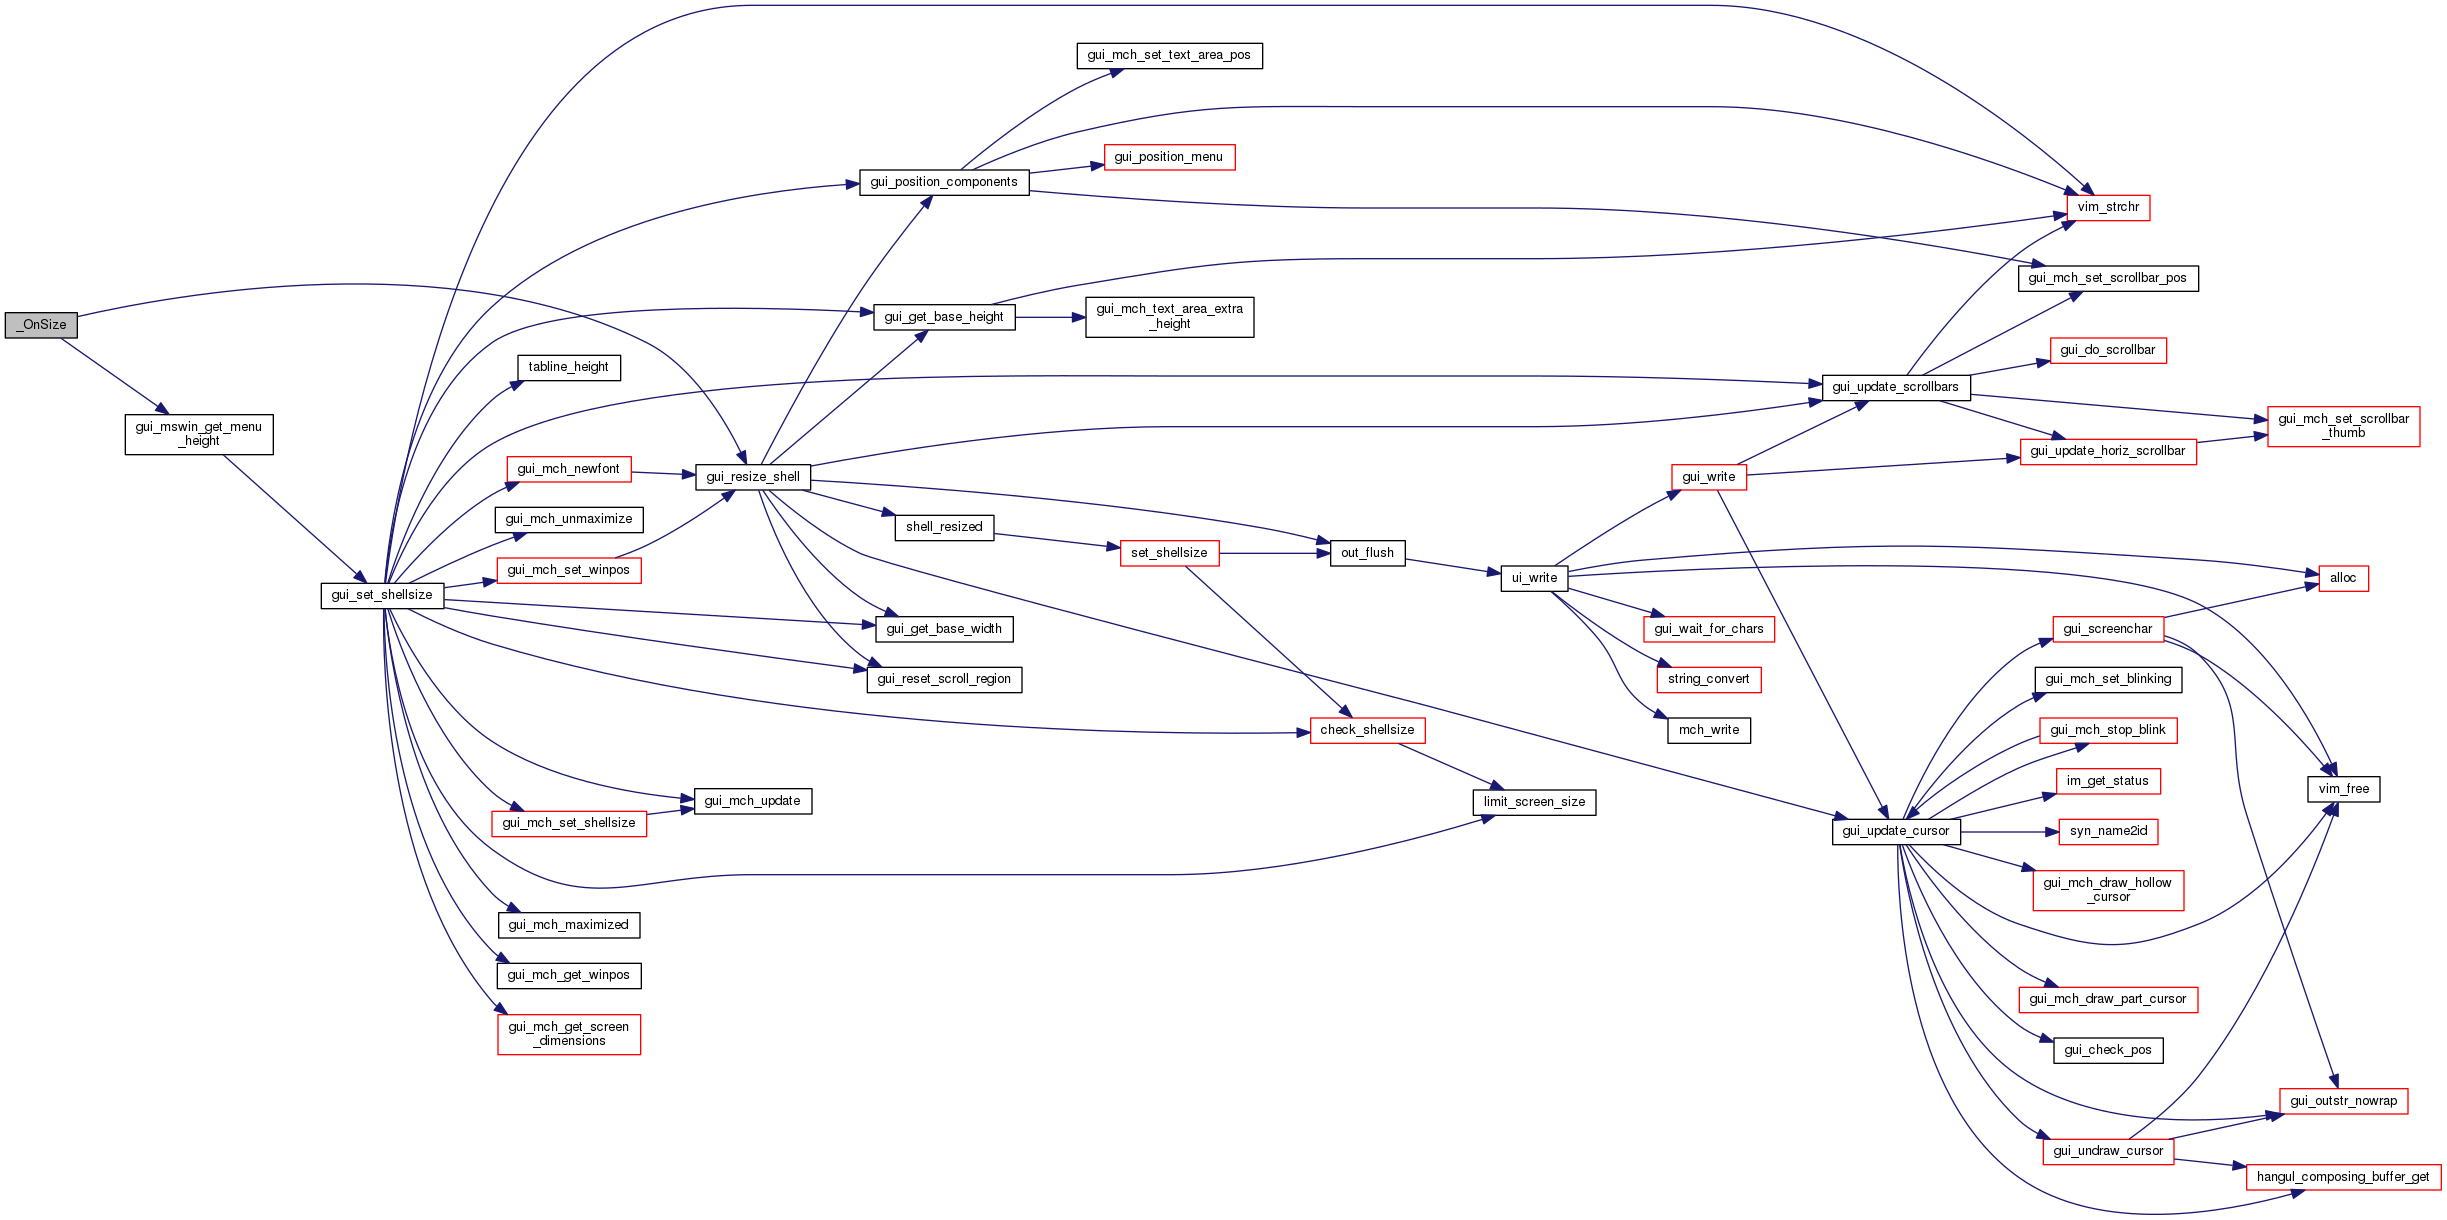 gui_mch_set_text_area_pos
gui_position_menu
gui_position_components
vim_strchr
gui_mch_set_scrollbar_pos
_OnSize
gui_get_base_height
gui_mch_text_area_extra
_height
tabline_height
gui_do_scrollbar
gui_update_scrollbars
gui_mswin_get_menu
_height
gui_mch_set_scrollbar
_thumb
gui_update_horiz_scrollbar
gui_mch_newfont
gui_resize_shell
gui_write
gui_mch_unmaximize
shell_resized
set_shellsize
out_flush
gui_mch_set_winpos
ui_write
alloc
gui_set_shellsize
gui_get_base_width
gui_wait_for_chars
gui_screenchar
gui_reset_scroll_region
string_convert
gui_mch_set_blinking
check_shellsize
mch_write
gui_mch_stop_blink
im_get_status
vim_free
gui_mch_update
limit_screen_size
gui_mch_set_shellsize
gui_update_cursor
syn_name2id
gui_mch_draw_hollow
_cursor
gui_mch_maximized
gui_mch_get_winpos
gui_mch_draw_part_cursor
gui_mch_get_screen
_dimensions
gui_check_pos
gui_outstr_nowrap
gui_undraw_cursor
hangul_composing_buffer_get